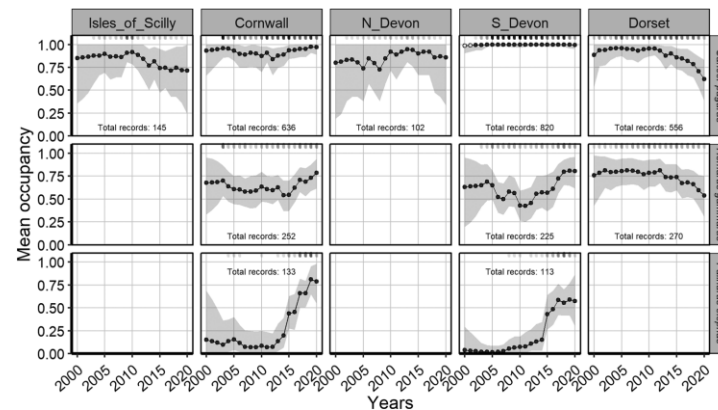 Isles_of_Scilly Cornwall N_Devon S_Devon Dorset
Mean occupancy
1.00
0.75
0.50
0.25
0.00
Total records: 145 Total records: 636 Total records: 102 Total records: 820 Total records: 556
1.00
0.75
0.50
0.25
0.00
Total records: 252 Total records: 225 Total records: 270
1.00
0.75
0.50
0.25
0.00
Total records: 133 Total records: 113
2000 2005 2010 2015 2020 2000 2005 2010 2015 2020 2000 2005 2010 2015 2020 2000 2005 2010 2015 2020 2000 2005 2010 2015 2020
Years